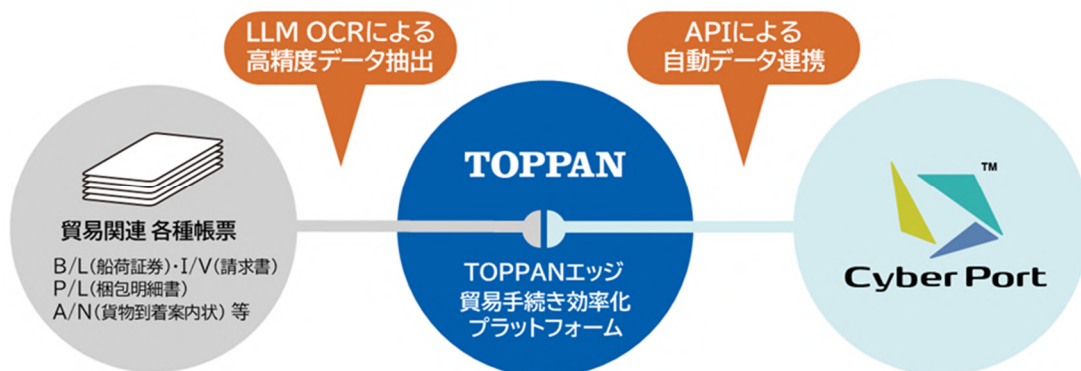 LLM OCRによる
高精度データ抽出
APIによる
自動データ連携
貿易関連 各種帳票
B/L(船荷証券)・I/V(請求書)
P/L(梱包明細書)
A/N(貨物到着案内状) 等
TOPPAN
TOPPANエッジ
貿易手続き効率化
プラットフォーム
TM
Cyber Port